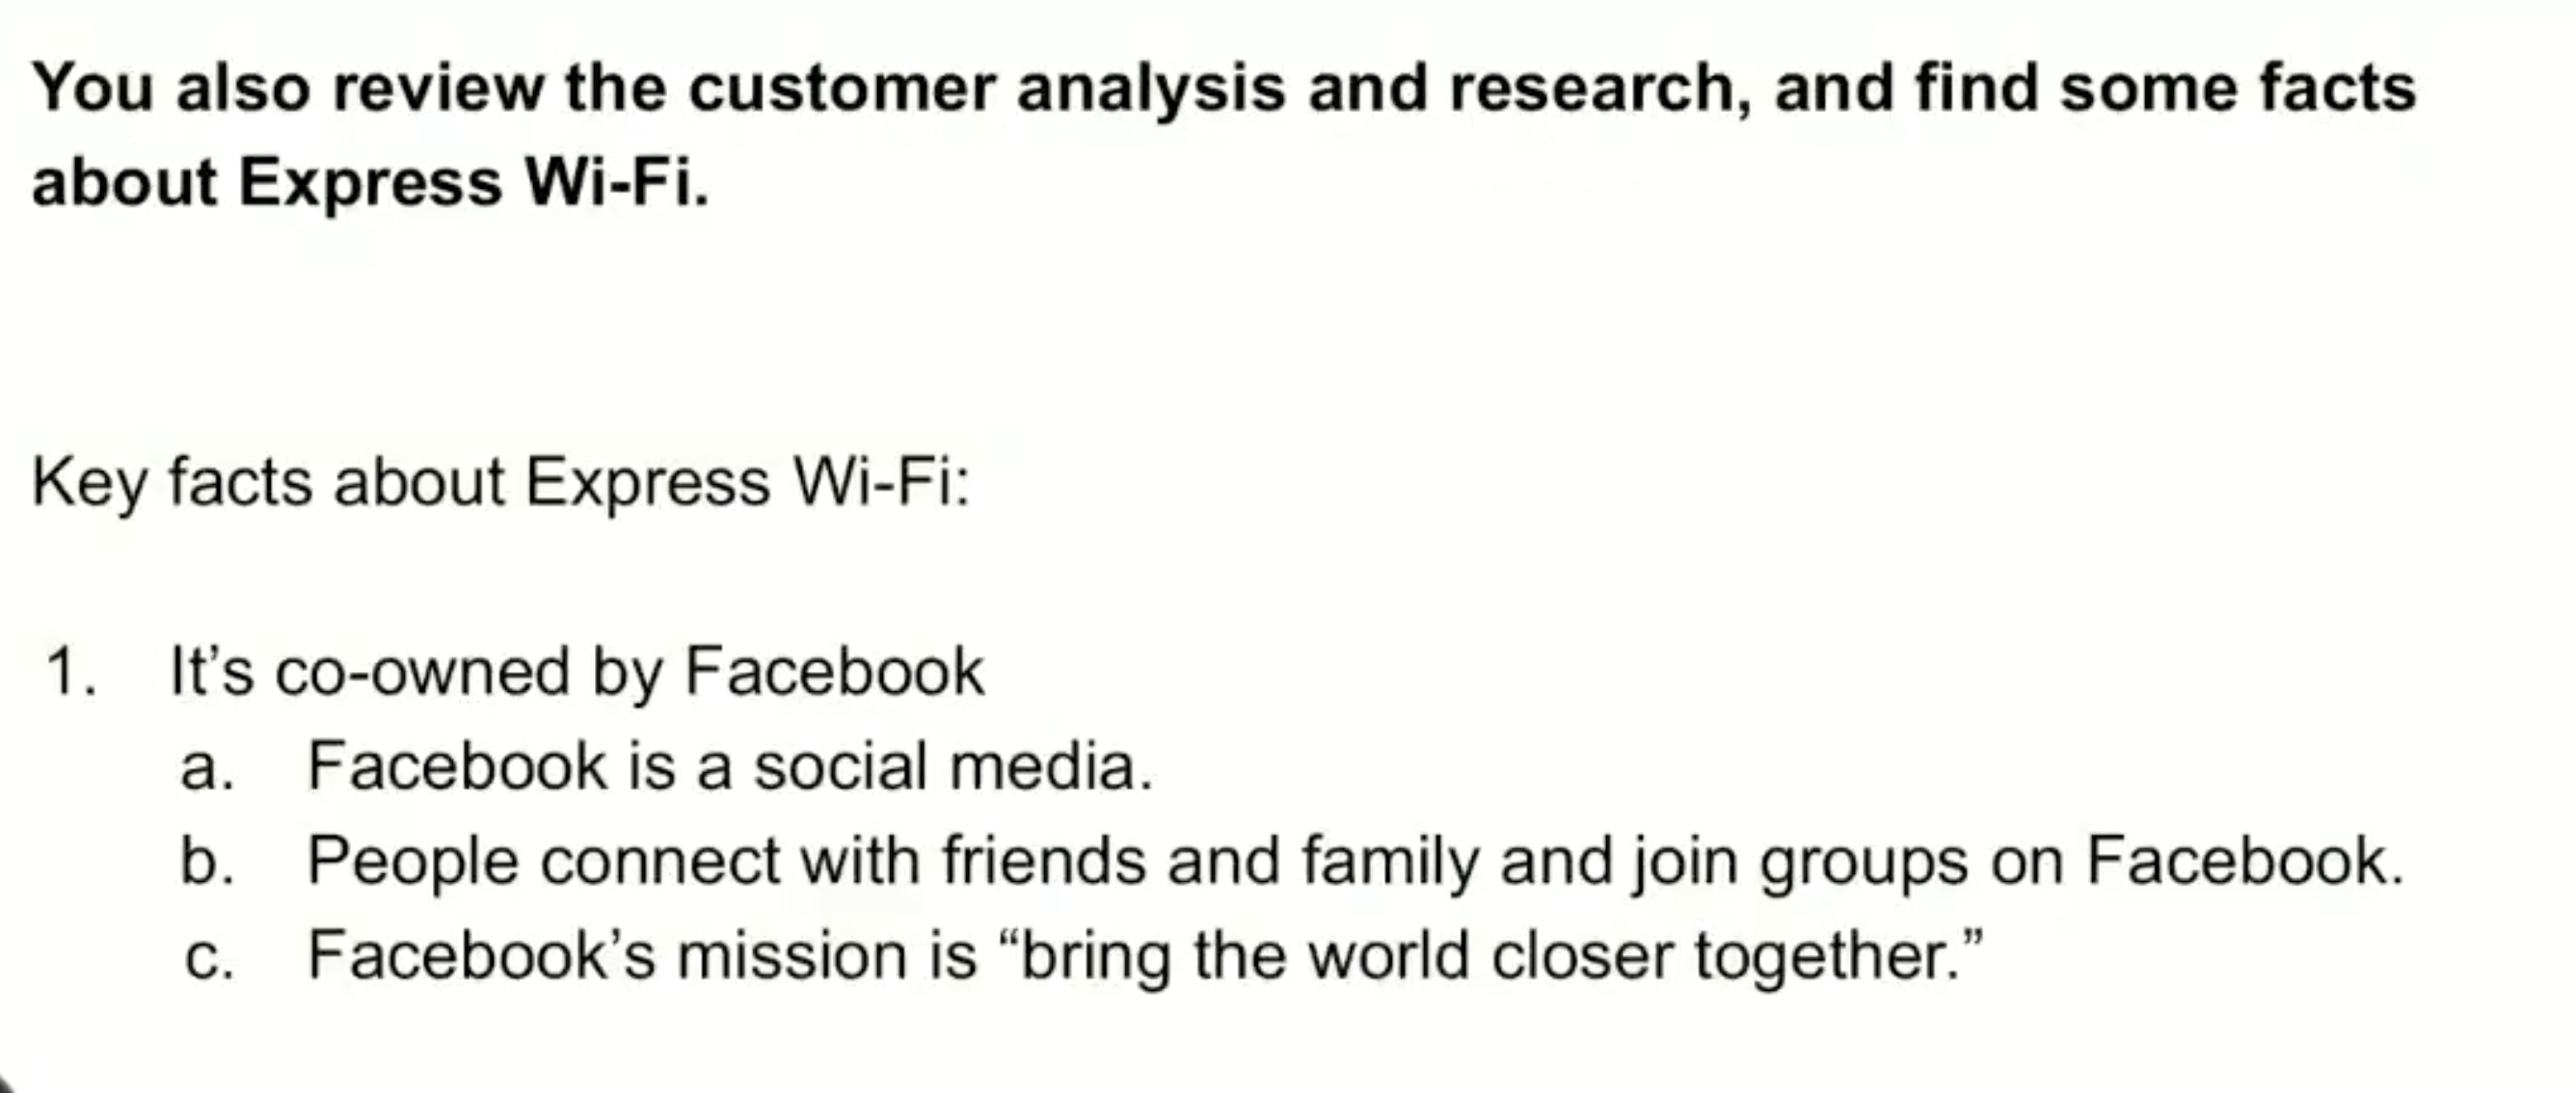 You also review the customer analysis and research, and find some facts
about Express Wi-Fi.
Key facts about Express Wi-Fi:
1. It’s co-owned by Facebook
a. Facebook is a social media.
b. People connect with friends and family and join groups on Facebook.
c. Facebook’s mission is “bring the world closer together.”